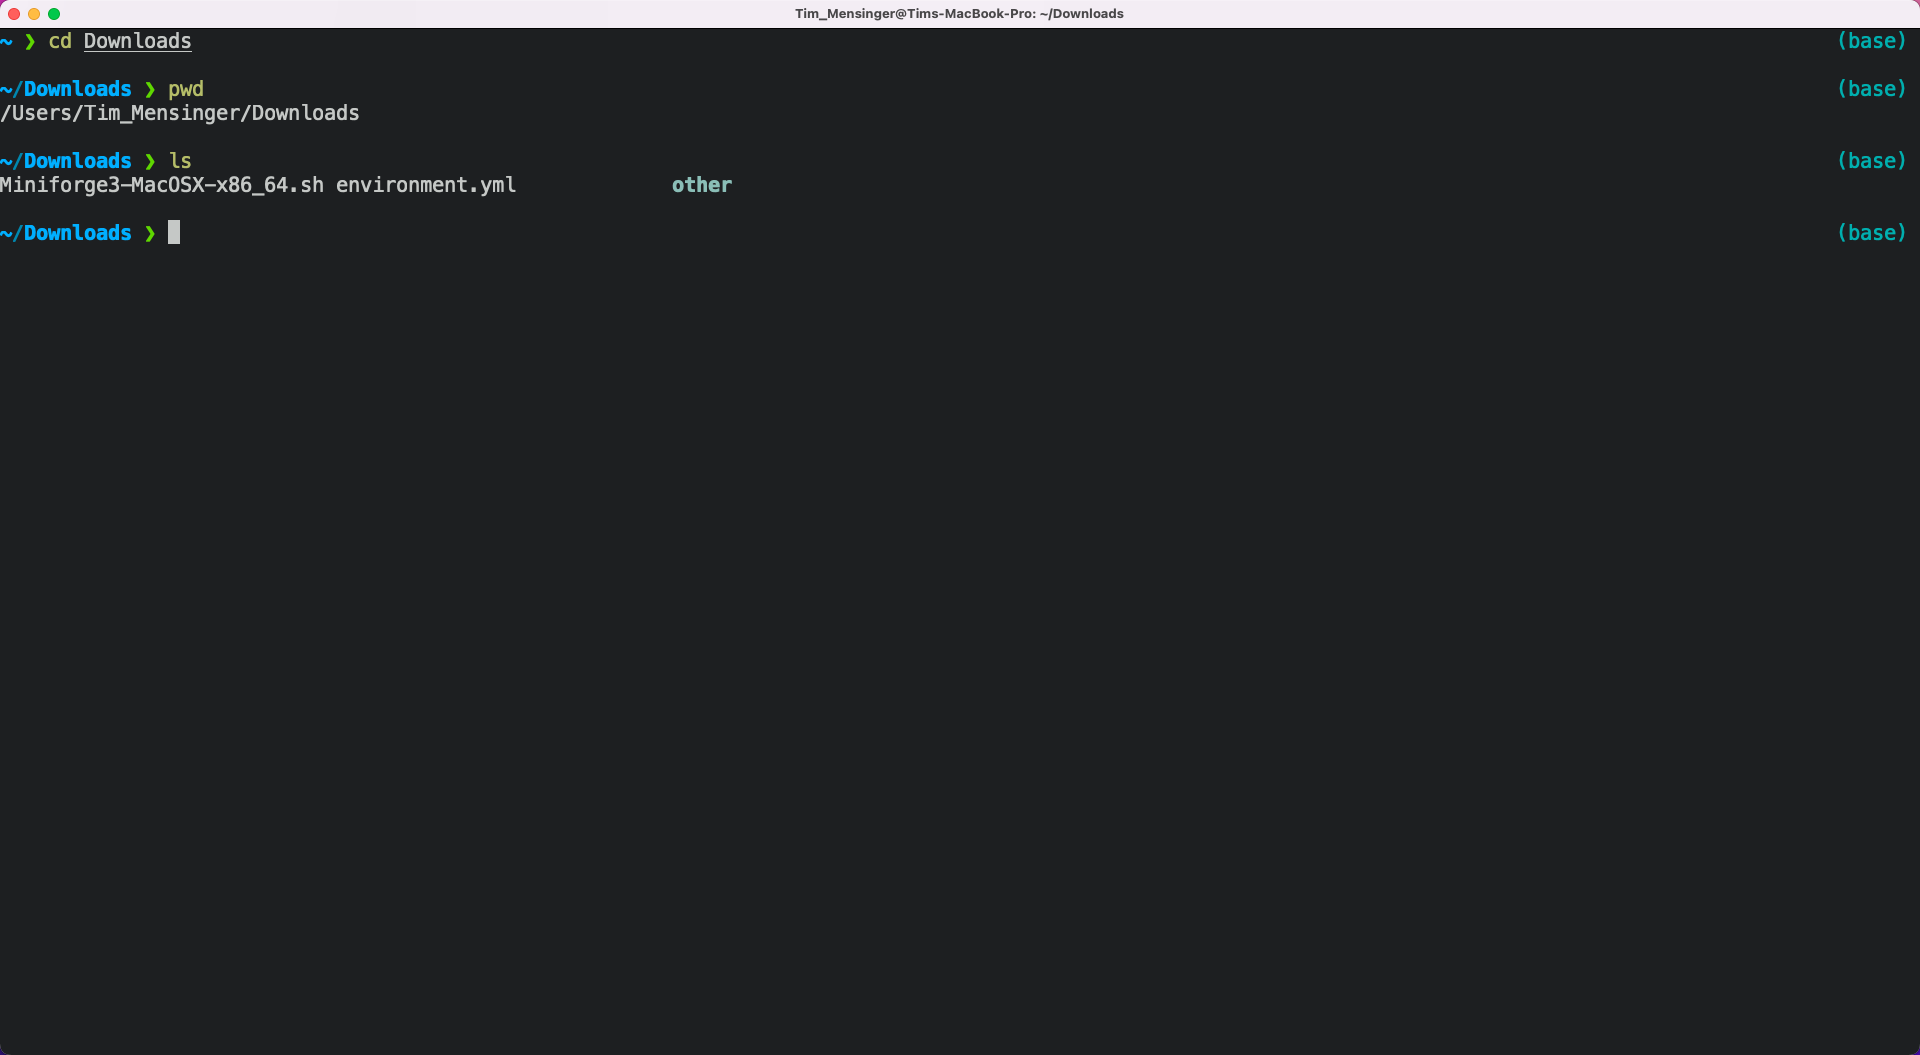 Tim_Mensinger@Tims-MacBook-Pro: ~/Downloads
~ ❯ cd Downloads (base)
~/Downloads ❯ pwd (base)
/Users/Tim_Mensinger/Downloads
~/Downloads ❯ ls (base)
Miniforge3-MacOSX-x86_64.sh environment.yml other
~/Downloads ❯ (base)